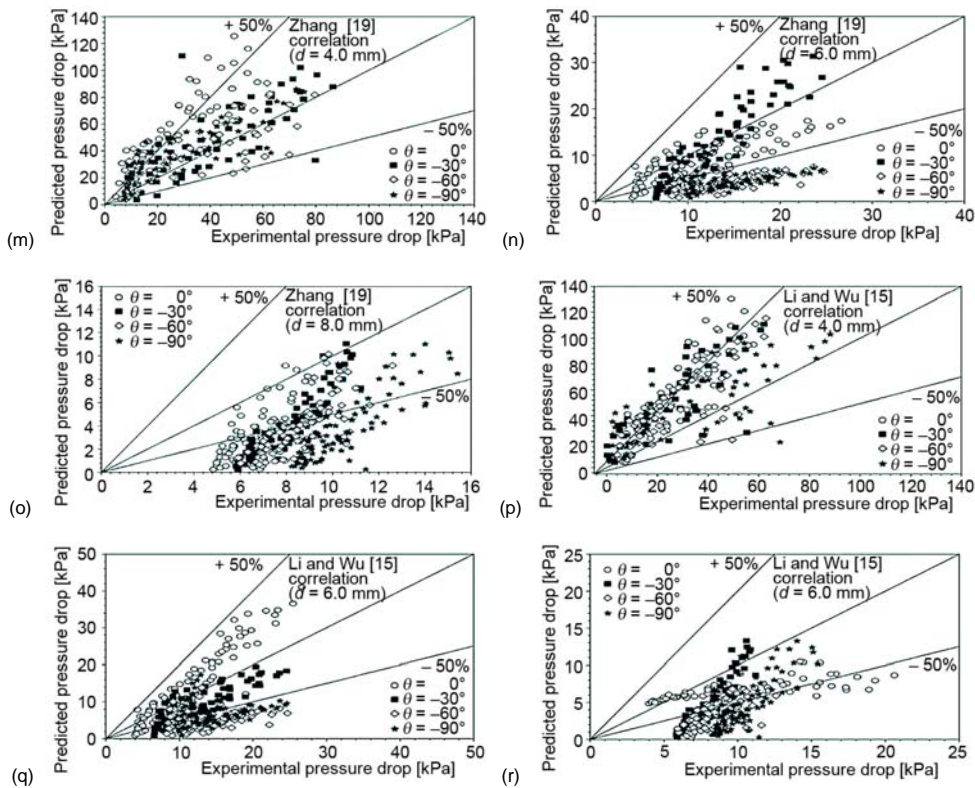 Predicted pressure drop [kPa]
140
120
100
80
60
40
20
0
+ 50%
Zhang [19]
correlation
(d = 4.0 mm)
– 50%
θ = 0°
θ = –30°
θ = –60°
θ = –90°
0 20 40 60 80 100 120 140
Experimental pressure drop [kPa]
(m)
Predicted pressure drop [kPa]
40
30
20
10
0
+ 50%
Zhang [19]
correlation
(d = 6.0 mm)
– 50%
θ = 0°
θ = –30°
θ = –60°
θ = –90°
0 10 20 30 40
Experimental pressure drop [kPa]
(n)
Predicted pressure drop [kPa]
16
14
12
10
8
6
4
2
0
θ = 0°
θ = –30°
θ = –60°
θ = –90°
+ 50%
Zhang [19]
correlation
(d = 8.0 mm)
– 50%
0 2 4 6 8 10 12 14 16
Experimental pressure drop [kPa]
(o)
Predicted pressure drop [kPa]
140
120
100
80
60
40
20
0
+ 50%
Li and Wu [15]
correlation
(d = 4.0 mm)
– 50%
θ = 0°
θ = –30°
θ = –60°
θ = –90°
0 20 40 60 80 100 120 140
Experimental pressure drop [kPa]
(p)
Predicted pressure drop [kPa]
50
40
30
20
10
0
+ 50%
Li and Wu [15]
correlation
(d = 6.0 mm)
– 50%
θ = 0°
θ = –30°
θ = –60°
θ = –90°
0 10 20 30 40 50
Experimental pressure drop [kPa]
(q)
Predicted pressure drop [kPa]
25
20
15
10
5
0
θ = 0°
θ = –30°
θ = –60°
θ = –90°
+ 50%
Li and Wu [15]
correlation
(d = 6.0 mm)
– 50%
0 5 10 15 20 25
Experimental pressure drop [kPa]
(r)